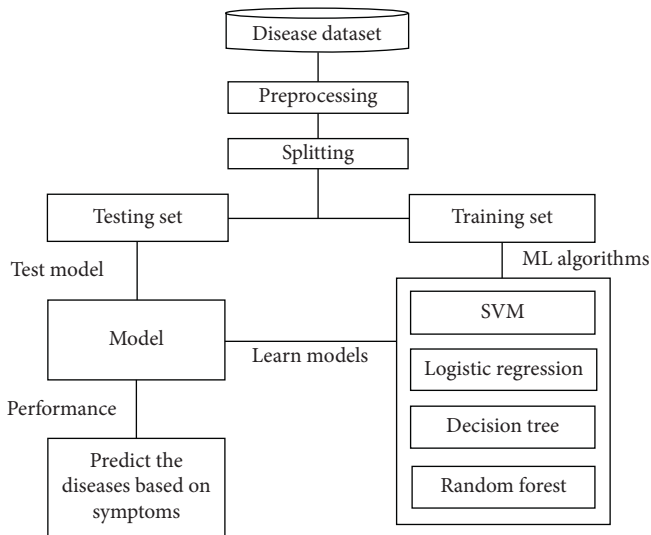 Disease dataset
Preprocessing
Splitting
Testing set
Training set
Test model
ML algorithms
Model
Learn models
SVM
Logistic regression
Decision tree
Random forest
Performance
Predict the
diseases based on
symptoms